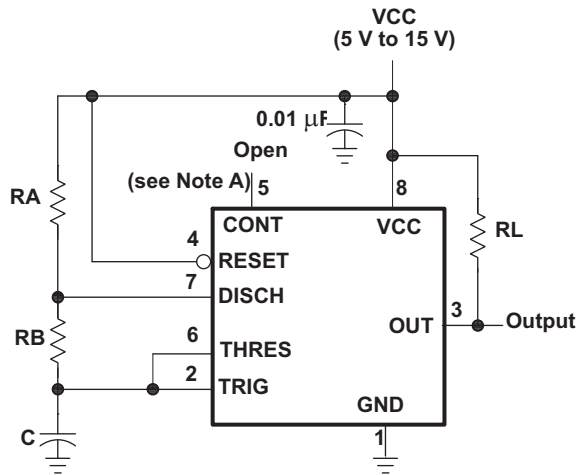 VCC
(5 V to 15 V)
0.01 μF
Open
(see Note A)
5
8
RA
CONT
VCC
RL
4
RESET
7
DISCH
3
OUT
Output
RB
6
THRES
2
TRIG
GND
C
1